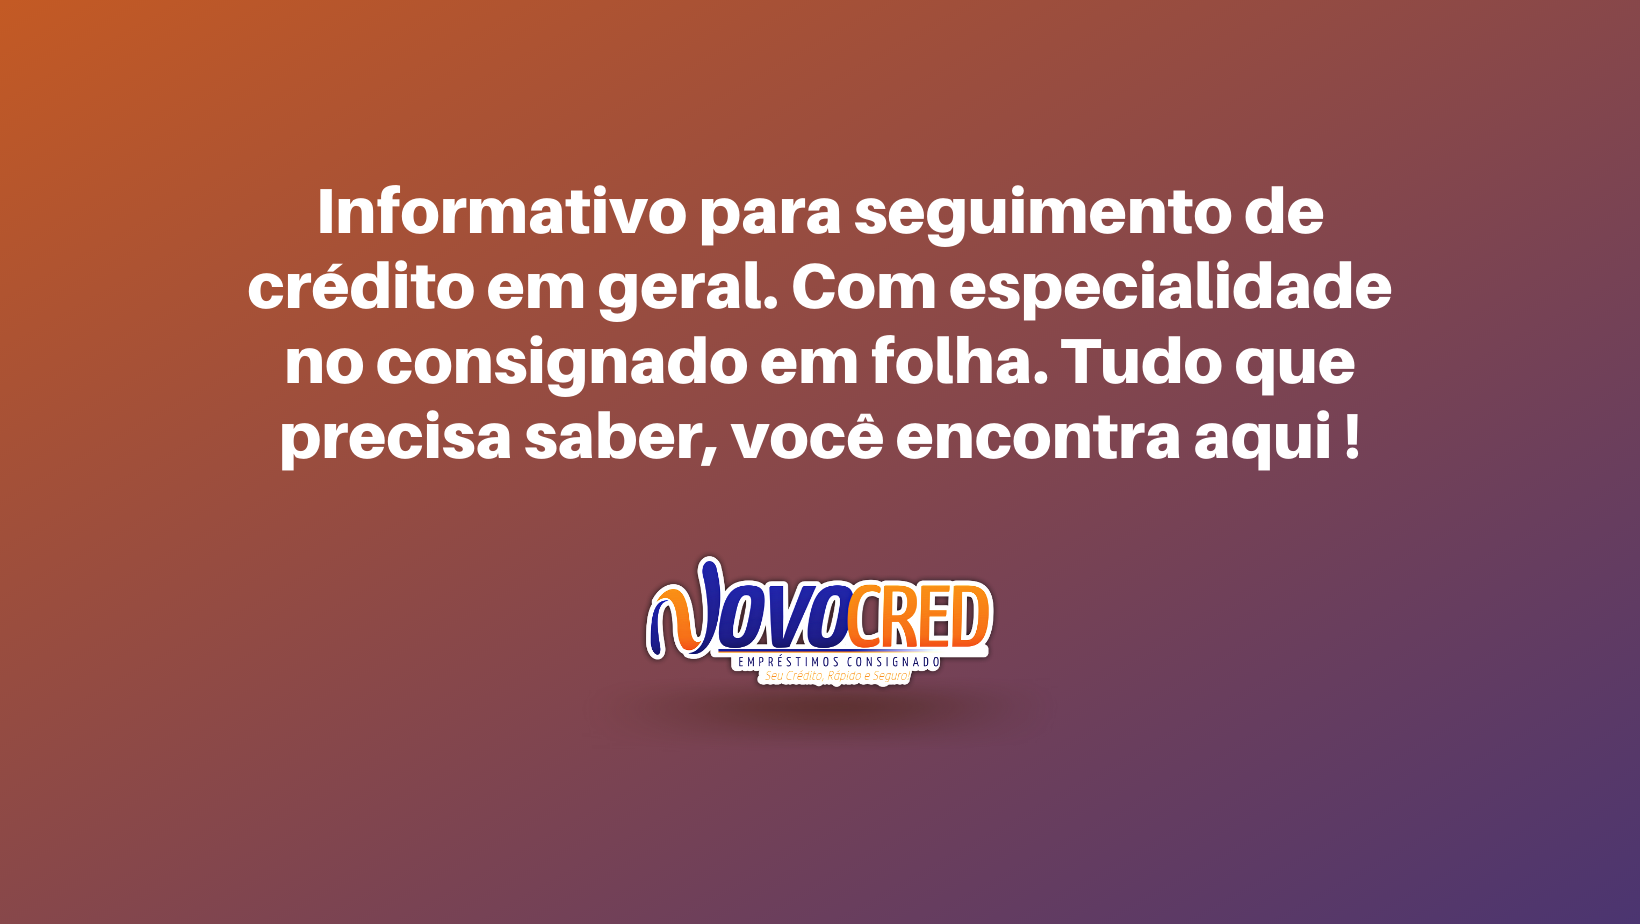 Informativo para seguimento de
crédito em geral. Com especialidade
no consignado em folha. Tudo que
precisa saber, você encontra aqui !
NOVOCRED
EMPRÉSTIMOS CONSIGNADO
Seu Crédito, Rápido e Seguro!